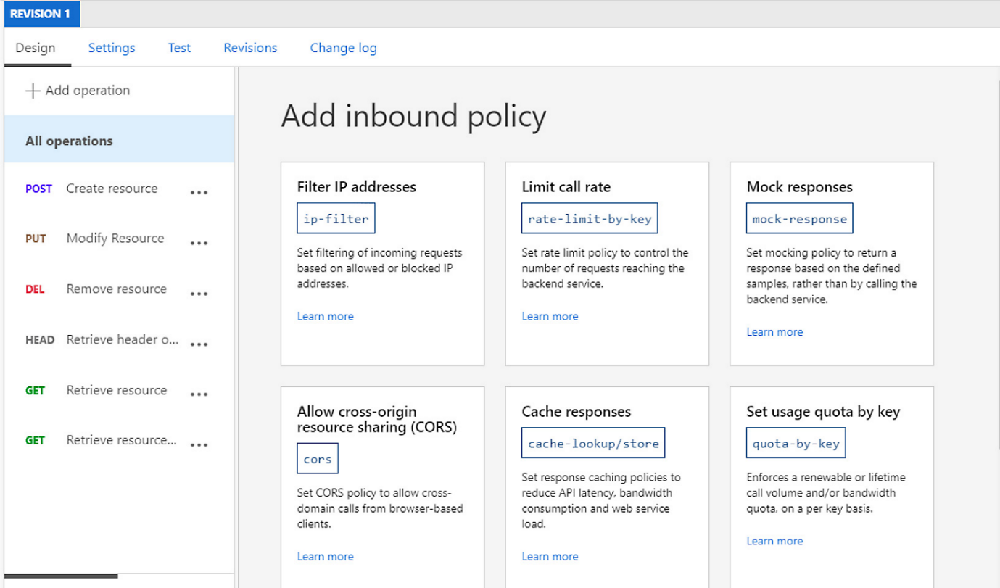 REVISION 1
Design Settings Test Revisions Change log
Add operation
All operations
POST Create resource ...
PUT Modify Resource ...
DEL Remove resource ...
HEAD Retrieve header o... ...
GET Retrieve resource ...
GET Retrieve resource... ...
Add inbound policy
Filter IP addresses
ip-filter
Set filtering of incoming requests
based on allowed or blocked IP
addresses.
Learn more
Limit call rate
rate-limit-by-key
Set rate limit policy to control the
number of requests reaching the
backend service.
Learn more
Mock responses
mock-response
Set mocking policy to return a
response based on the defined
samples, rather than by calling the
backend service.
Learn more
Allow cross-origin
resource sharing (CORS)
cors
Set CORS policy to allow cross-
domain calls from browser-based
clients.
Learn more
Cache responses
cache-lookup/store
Set response caching policies to
reduce API latency, bandwidth
consumption and web service
load.
Learn more
Set usage quota by key
quota-by-key
Enforces a renewable or lifetime
call volume and/or bandwidth
quota, on a per key basis.
Learn more